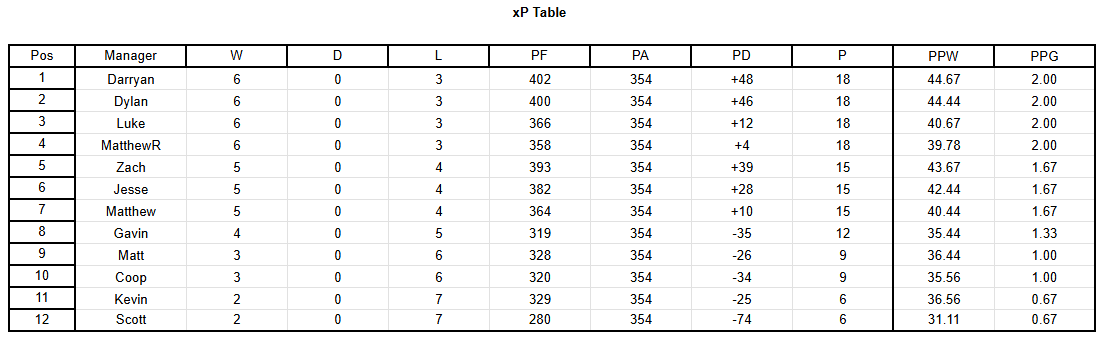 xP Table
Pos Manager W D L PF PA PD P PPW PPG
1 Darryan 6 0 3 402 354 +48 18 44.67 2.00
2 Dylan 6 0 3 400 354 +46 18 44.44 2.00
3 Luke 6 0 3 366 354 +12 18 40.67 2.00
4 MatthewR 6 0 3 358 354 +4 18 39.78 2.00
5 Zach 5 0 4 393 354 +39 15 43.67 1.67
6 Jesse 5 0 4 382 354 +28 15 42.44 1.67
7 Matthew 5 0 4 364 354 +10 15 40.44 1.67
8 Gavin 4 0 5 319 354 -35 12 35.44 1.33
9 Matt 3 0 6 328 354 -26 9 36.44 1.00
10 Coop 3 0 6 320 354 -34 9 35.56 1.00
11 Kevin 2 0 7 329 354 -25 6 36.56 0.67
12 Scott 2 0 7 280 354 -74 6 31.11 0.67